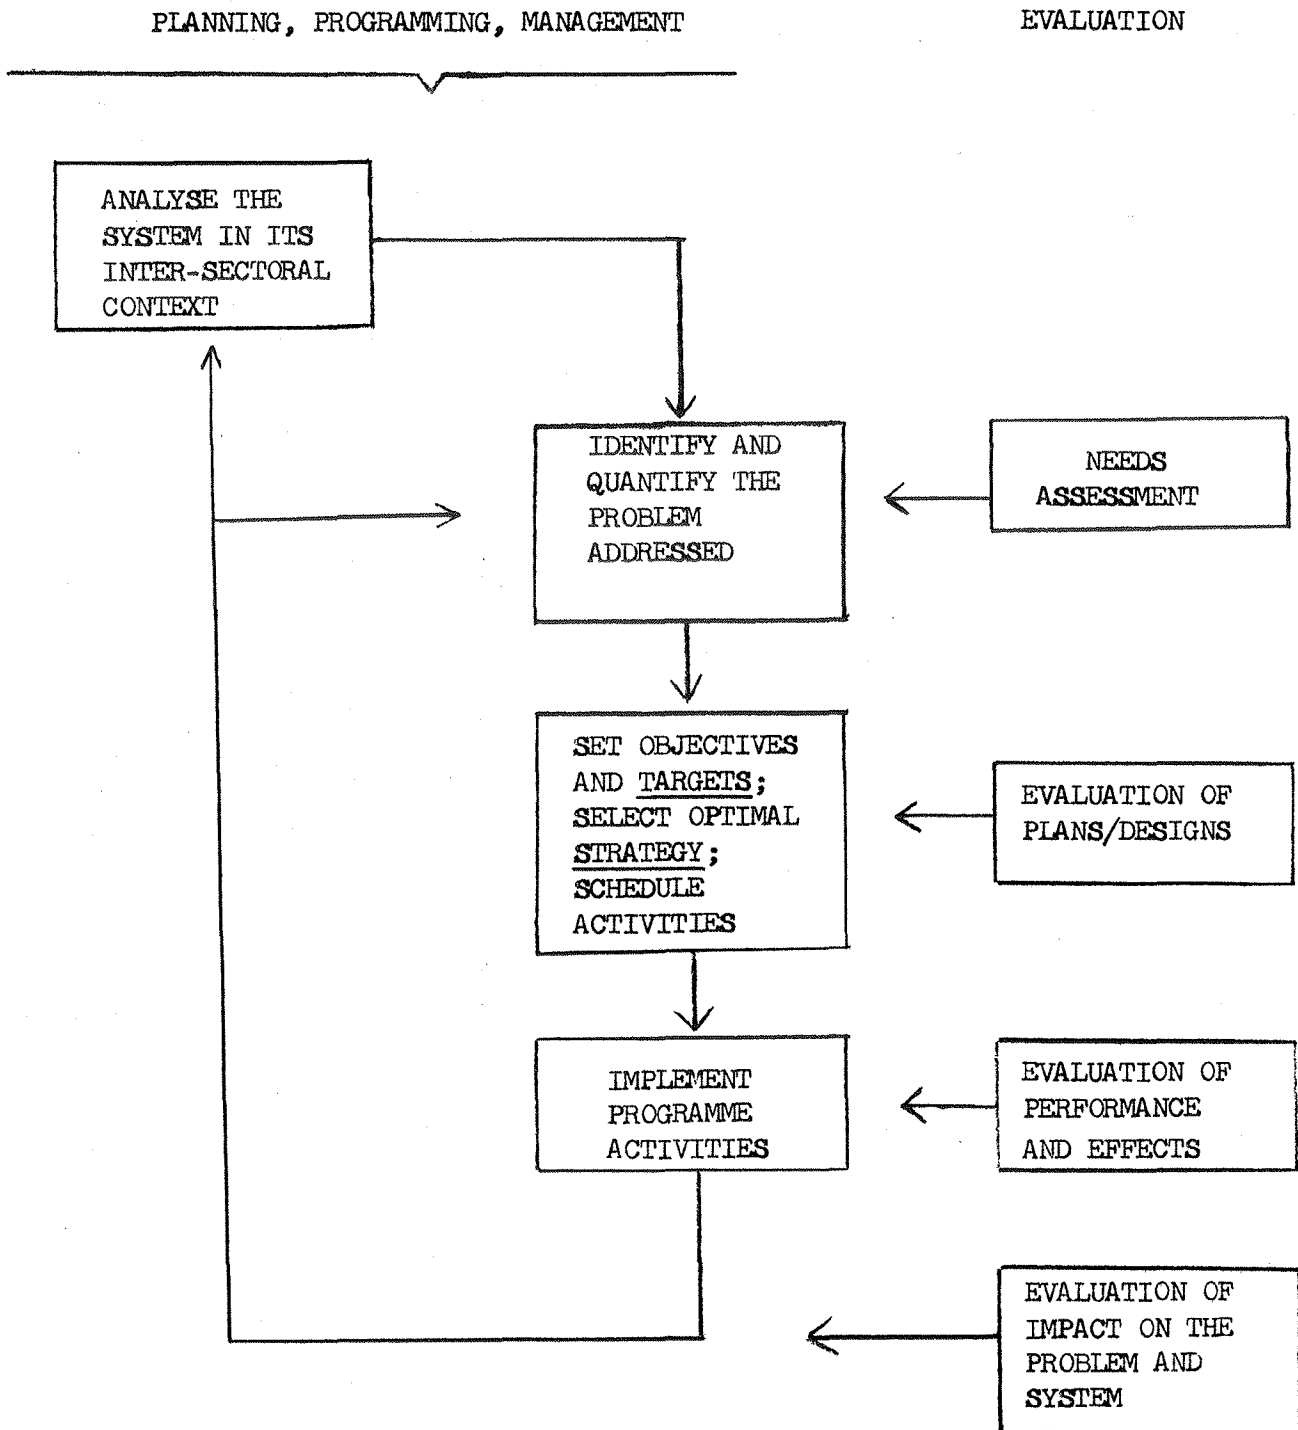 PLANNING, PROGRAMMING, MANAGEMENT
EVALUATION
ANALYSE THE
SYSTEM IN ITS
INTER-SECTORAL
CONTEXT
IDENTIFY AND
QUANTIFY THE
PROBLEM
ADDRESSED
NEEDS
ASSESSMENT
SET OBJECTIVES
AND TARGETS;
SELECT OPTIMAL
STRATEGY;
SCHEDULE
ACTIVITIES
EVALUATION OF
PLANS/DESIGNS
IMPLEMENT
PROGRAMME
ACTIVITIES
EVALUATION OF
PERFORMANCE
AND EFFECTS
EVALUATION OF
IMPACT ON THE
PROBLEM AND
SYSTEM